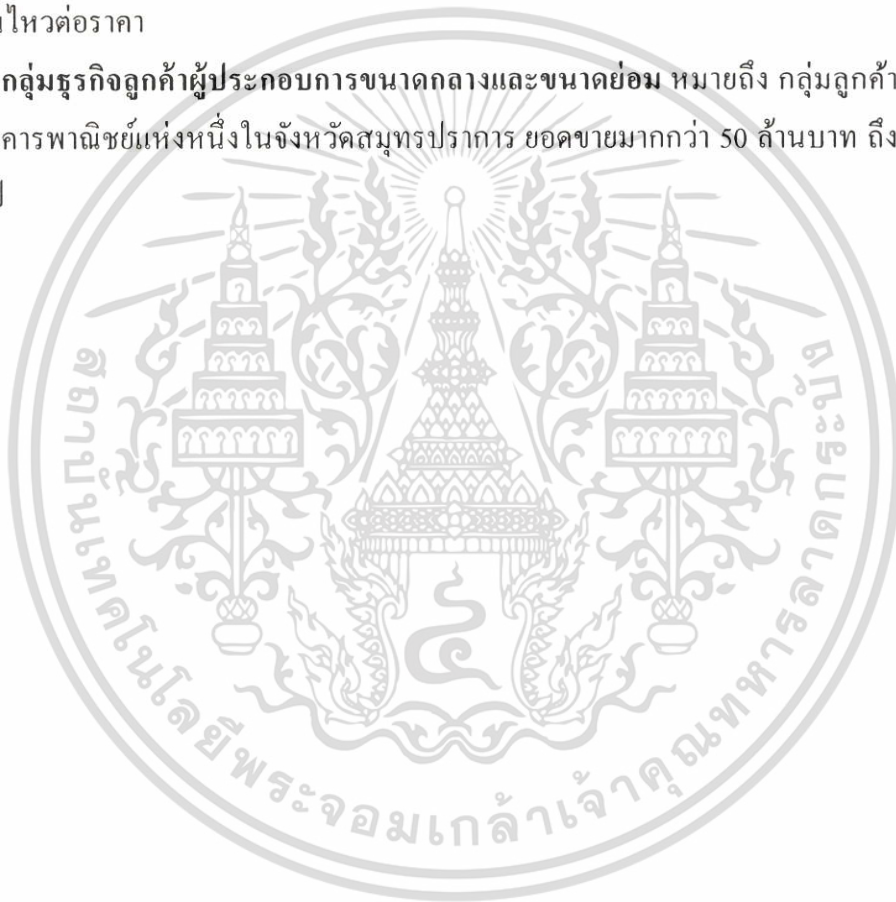 นไหวต่อราคา
กลุ่มธุรกิจลูกค้าผู้ประกอบการขนาดกลางและขนาดย่อม หมายถึง กลุ่มลูกค้า
คารพาณิชย์แห่งหนึ่งในจังหวัดสมุทรปราการ ยอดขายมากกว่า 50 ล้านบาท ถึง
ปี
สถาบันเทคโนโลยีพระจอมเกล้าเจ้าคุณทหารลาดกระบัง